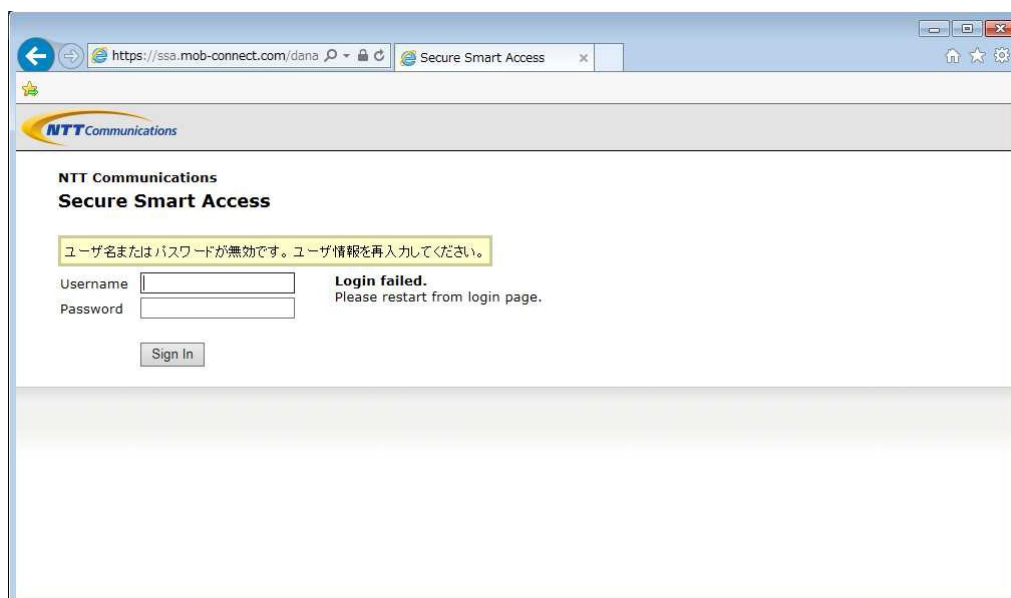 https://ssa.mob-connect.com/dana
Secure Smart Access
NTT Communications
NTT Communications
Secure Smart Access
ユーザ名またはパスワードが無効です。ユーザ情報を再入力してください。
Username
Login failed.
Please restart from login page.
Password
Sign In